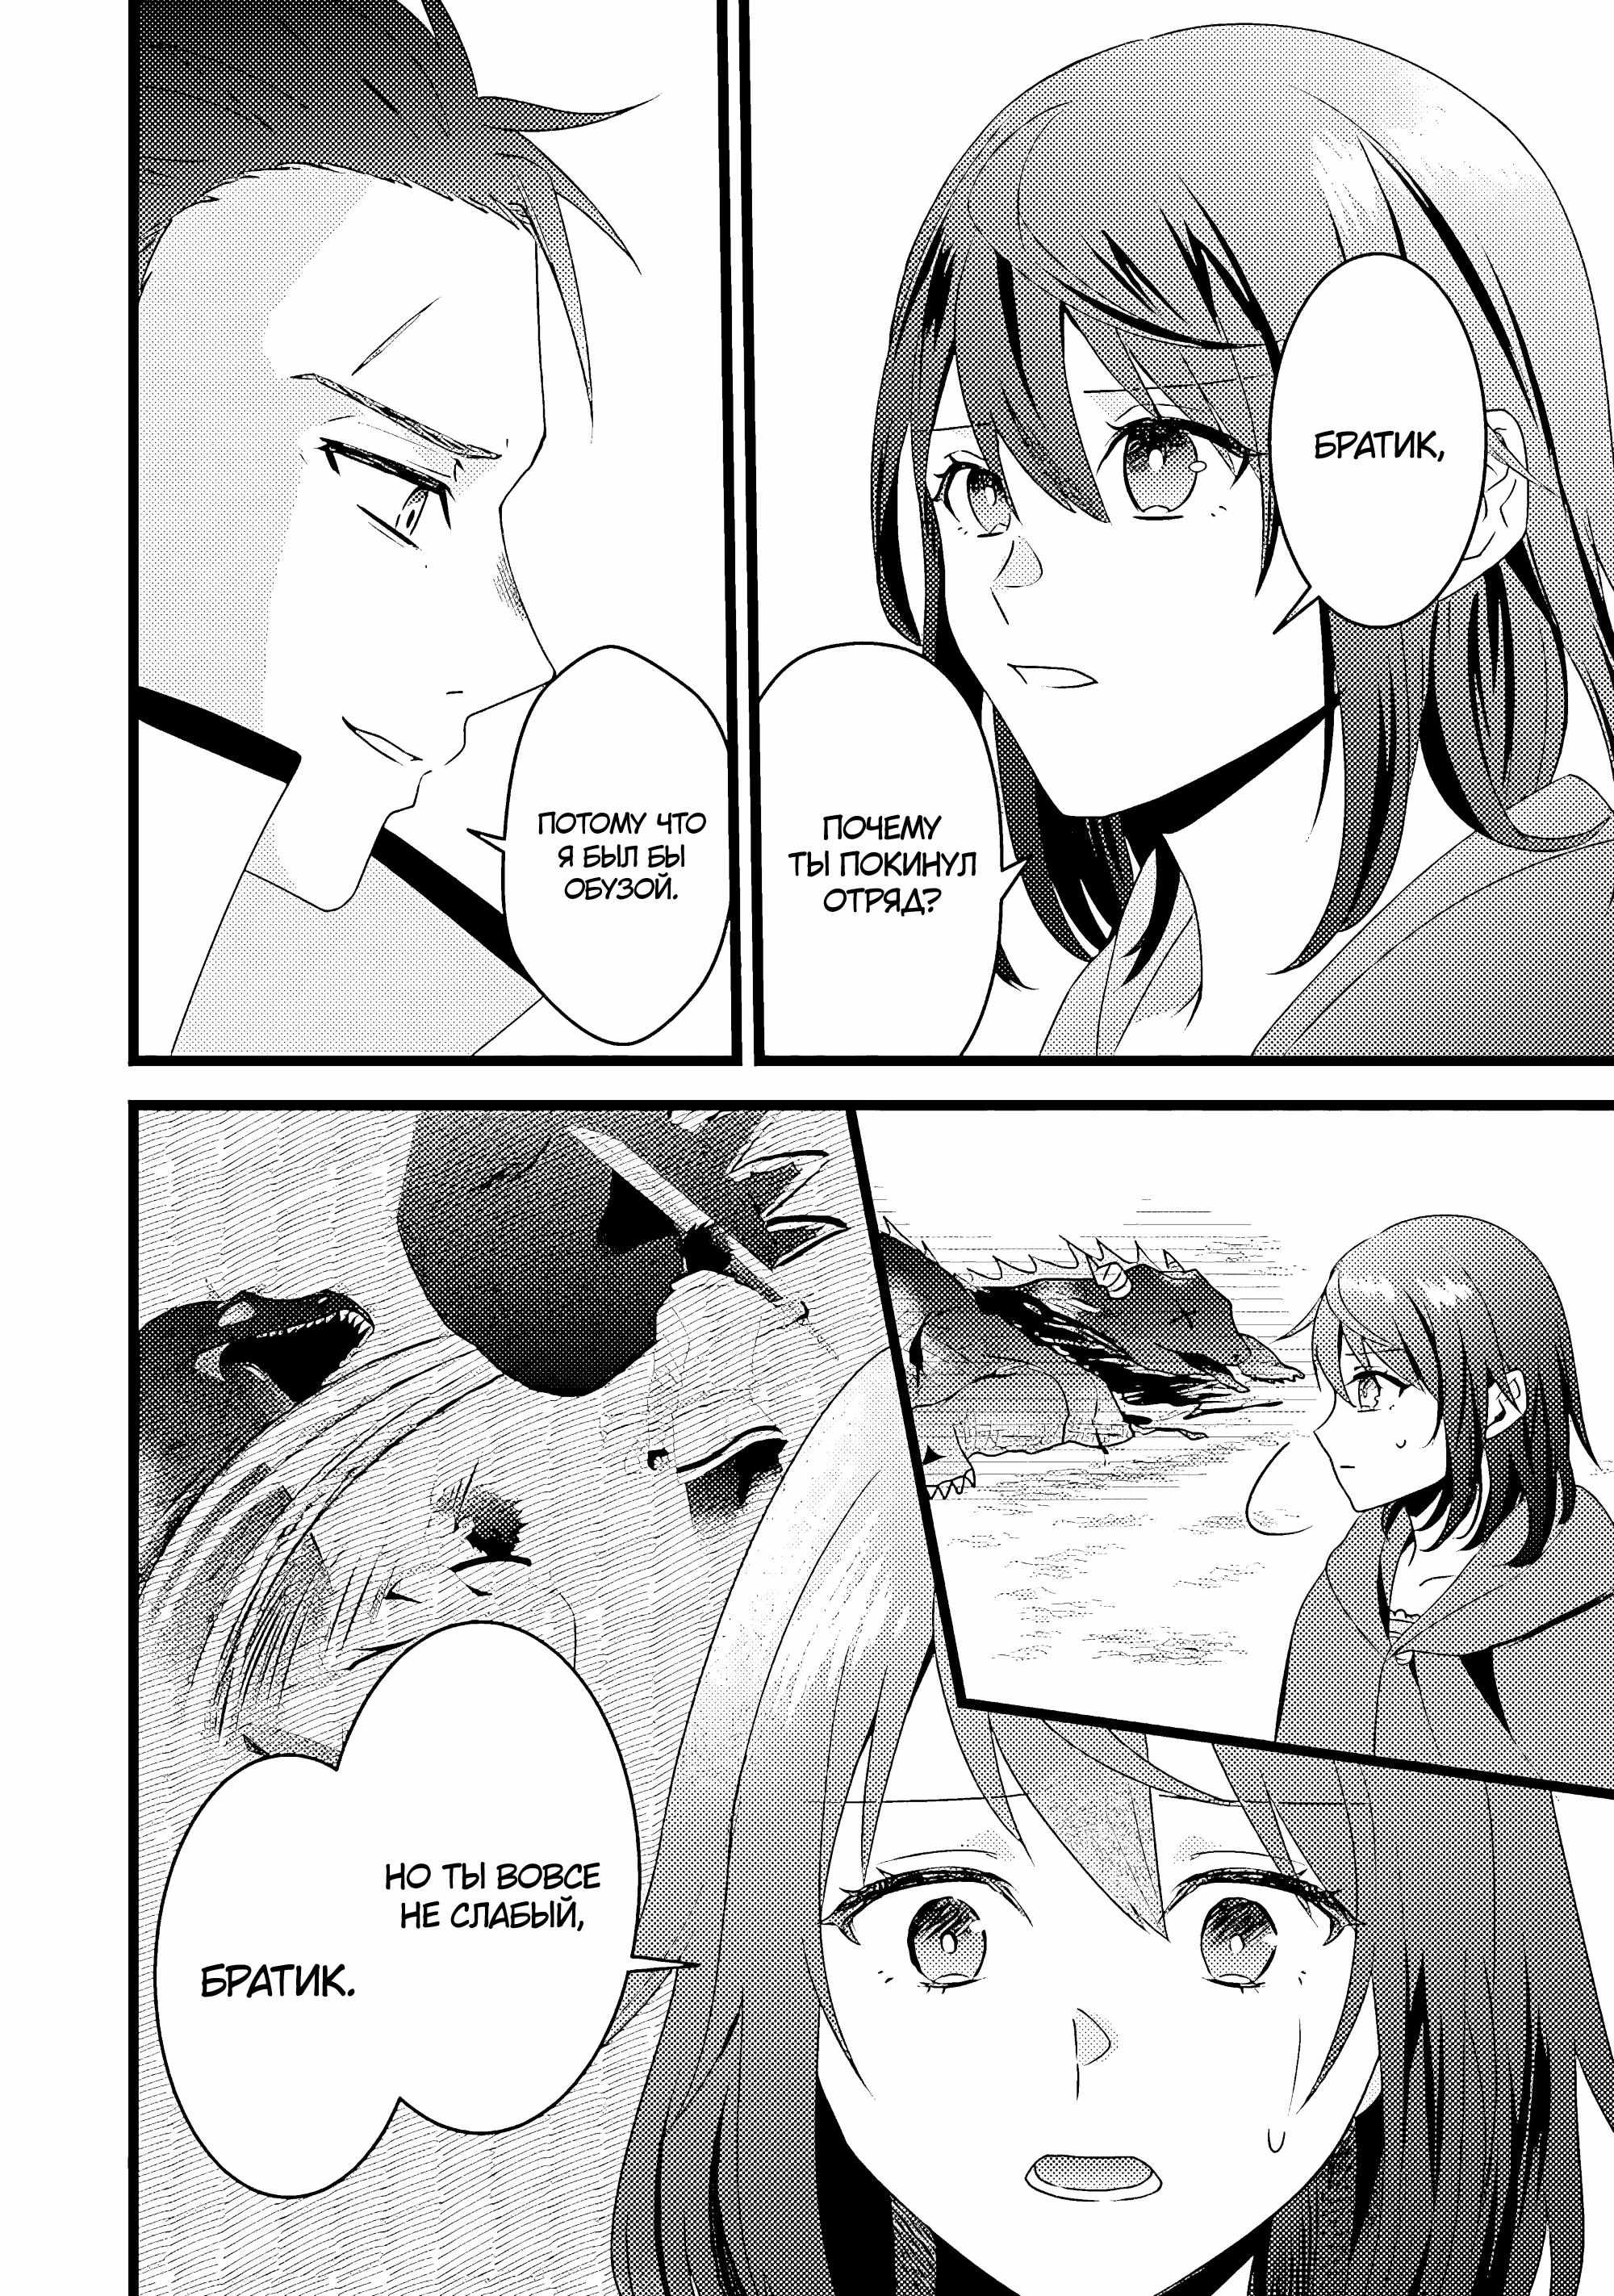 БРАТИК,
ПОЧЕМУ
ТЫ ПОКИНУЛ
ОТРЯД?
ПОТОМУ ЧТО
Я БЫЛ БЫ
ОБУЗОЙ.
НО ТЫ ВОВСЕ
НЕ СЛАБЫЙ,
БРАТИК.